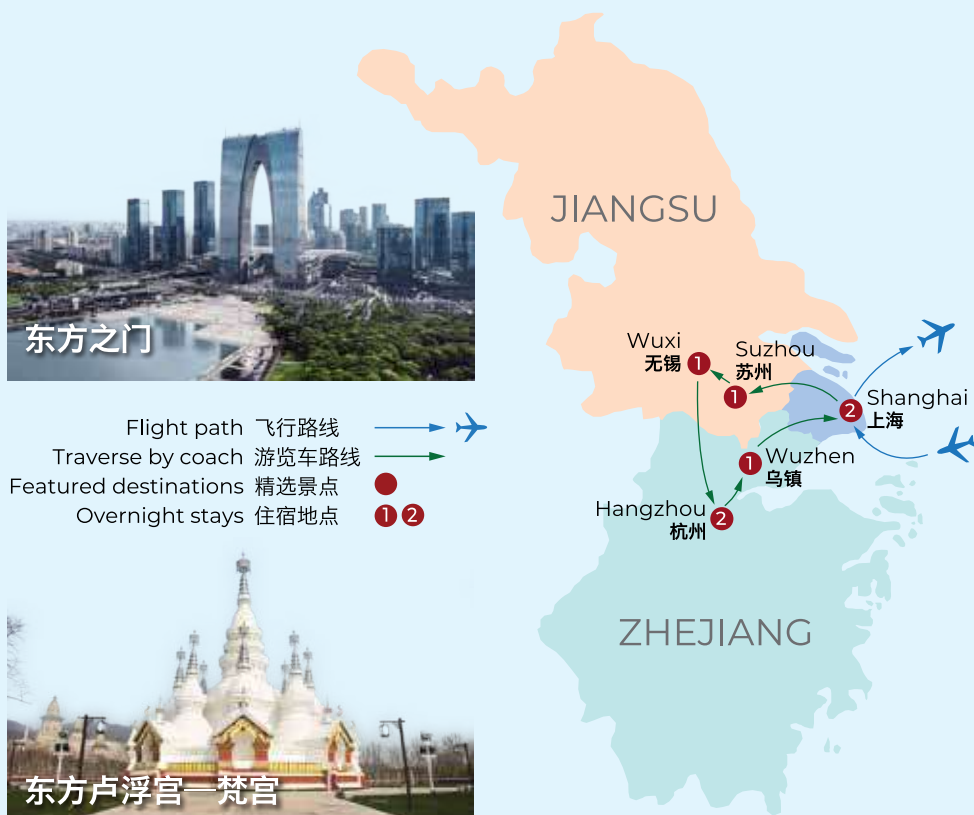 东方之门
Flight path 飞行路线
Traverse by coach 游览车路线
Featured destinations 精选景点
Overnight stays 住宿地点 1 2
东方卢浮宫—梵宫
JIANGSU
Wuxi
无锡
1
Suzhou
苏州
1
Shanghai
上海
2
Wuzhen
乌镇
1
Hangzhou
杭州
2
ZHEJIANG